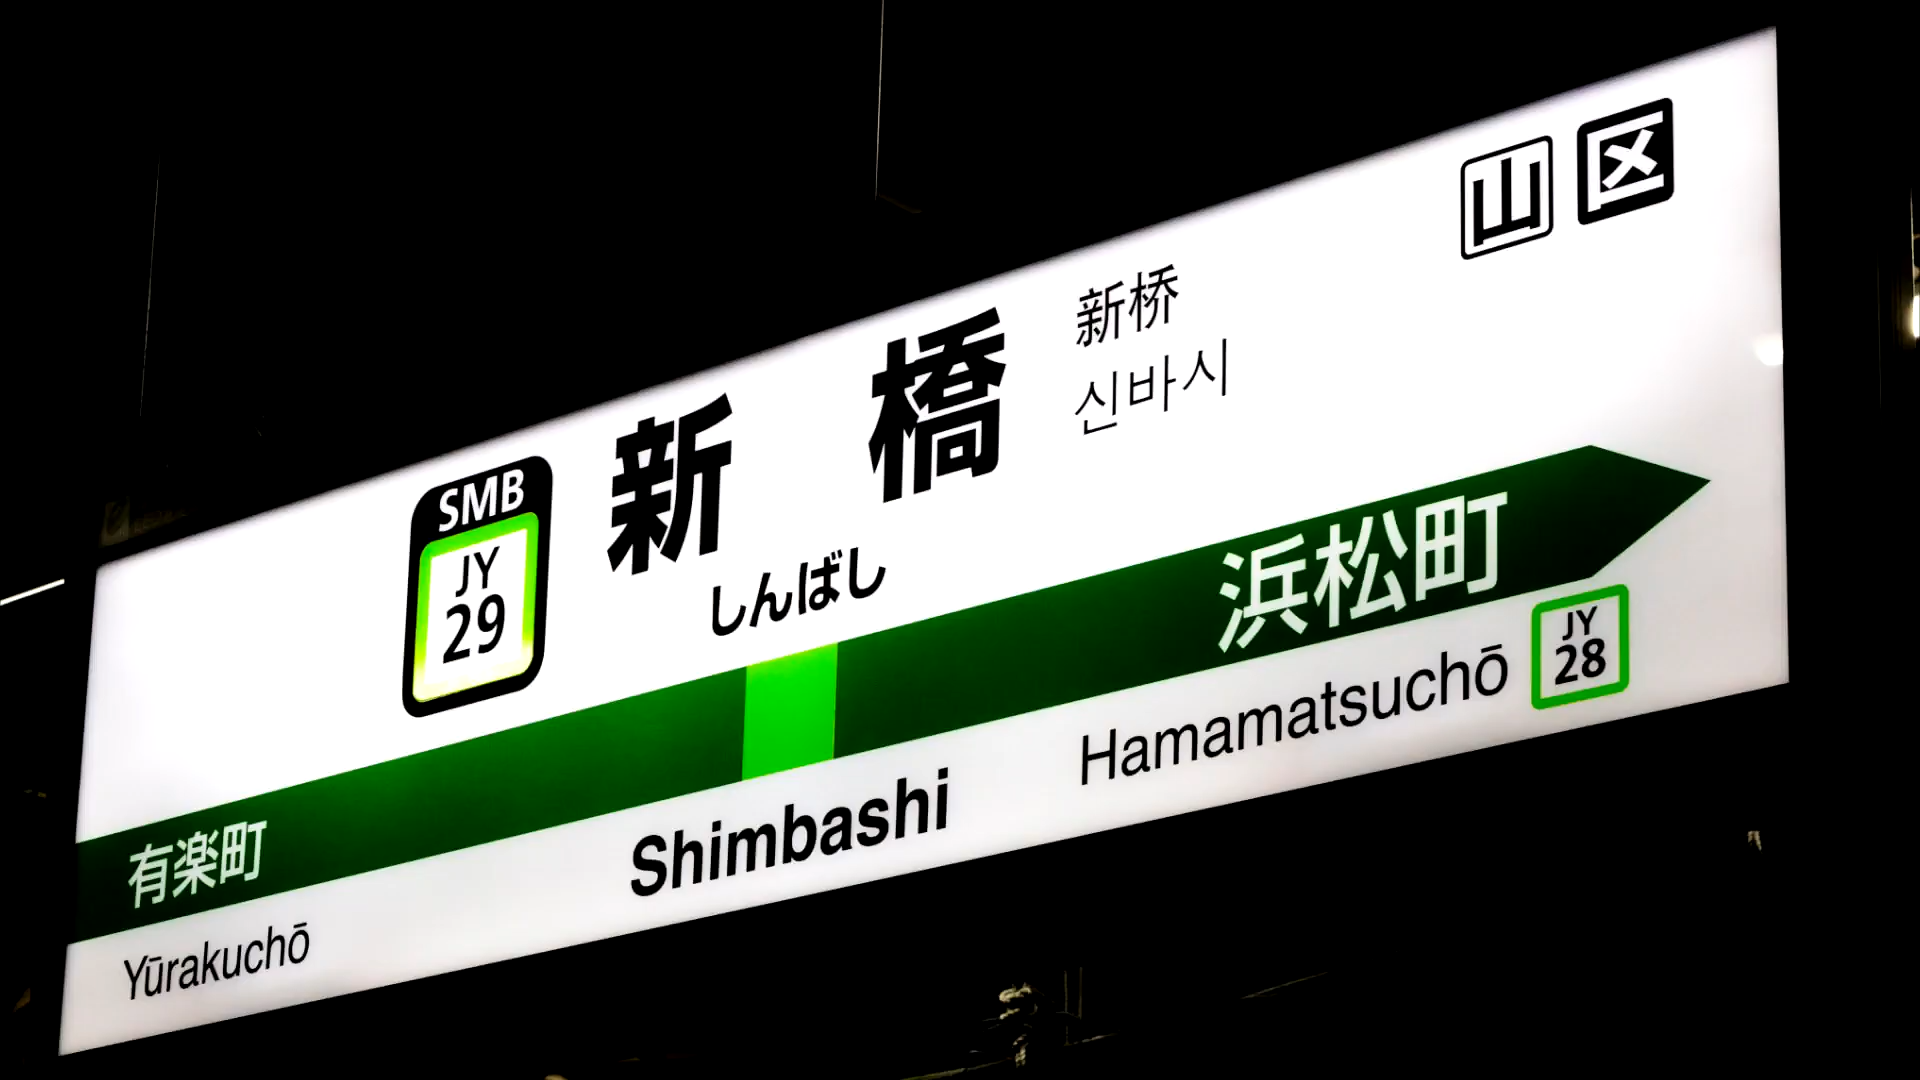 山 区
新橋
新桥
신바시
SMB
JY
29
しんばし
浜松町
有楽町
Hamamatsuchō
JY
28
Shimbashi
Yūrakuchō